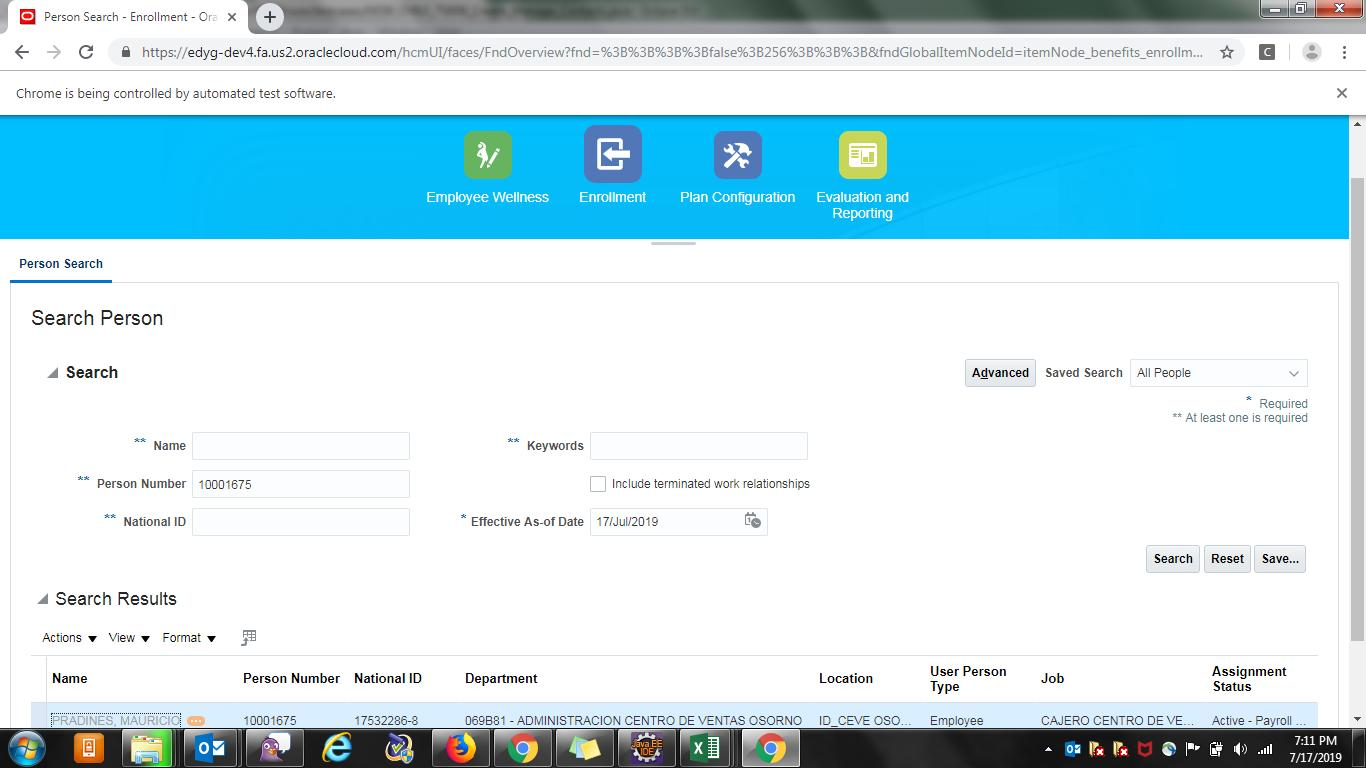 Person Search - Enrollment - Ora
https://edyg-dev4.fa.us2.oraclecloud.com/hcmUI/faces/FndOverview?fnd=%3B%3B%3B%3Bfalse%3B256%3B%3B%3B&fndGlobalItemNodeId=itemNode_benefits_enrollm...
C
Chrome is being controlled by automated test software.
Employee Wellness
Enrollment
Plan Configuration
Evaluation and
Reporting
Person Search
Search Person
Search
Advanced
Saved Search
All People
* Required
** At least one is required
** Name
** Keywords
** Person Number 10001675
Include terminated work relationships
** National ID
* Effective As-of Date 17/Jul/2019
Search Reset Save...
Search Results
Actions View Format
Name Person Number National ID Department Location User Person Type Job Assignment Status
PRADINES, MAURICIO 10001675 17532286-8 069B81 - ADMINISTRACION CENTRO DE VENTAS OSORNO ID_CEVE OSO... Employee CAJERO CENTRO DE VE... Active - Payroll ...
Java EE
IDE
7:11 PM
7/17/2019